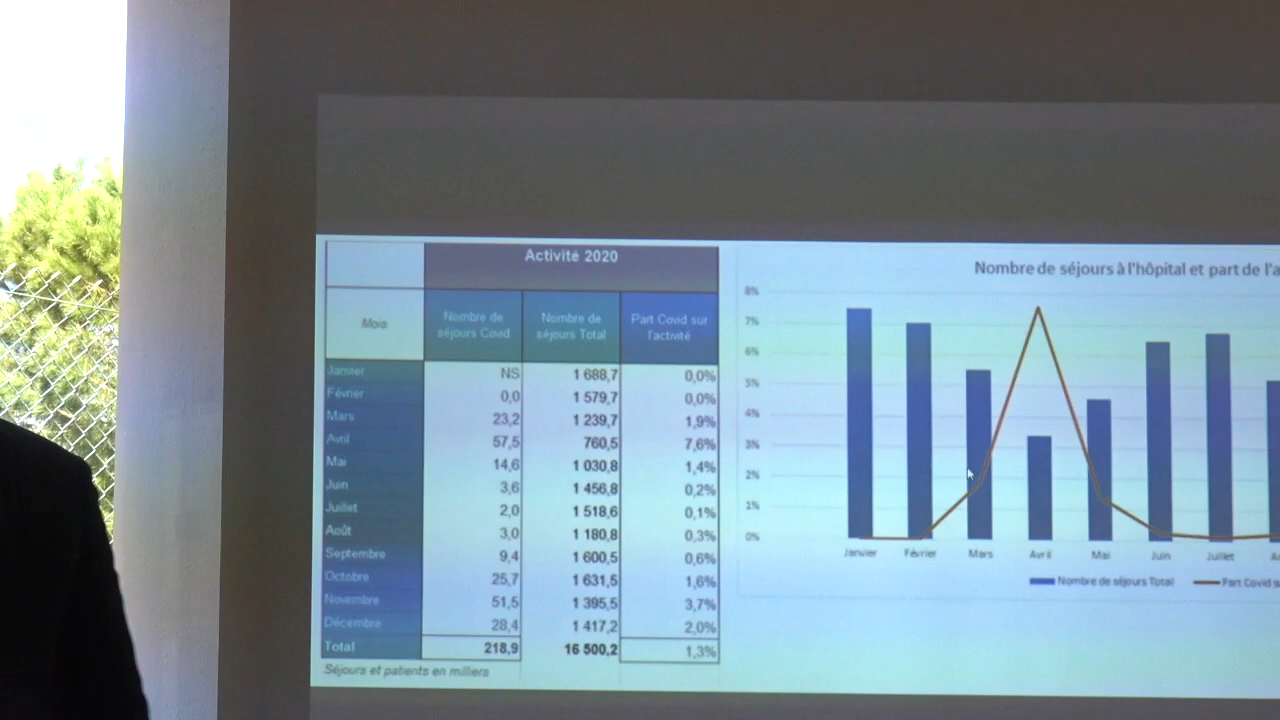 Activité 2020
Mois
Nombre de séjours Covid
Nombre de séjours Total
Part Covid sur l'activité
Janvier NS 1 688,7 0,0%
Février 0,0 1 579,7 0,0%
Mars 23,2 1 239,7 1,9%
Avril 57,5 760,5 7,6%
Mai 14,6 1 030,8 1,4%
Juin 3,6 1 456,8 0,2%
Juillet 2,0 1 518,6 0,1%
Août 3,0 1 180,8 0,3%
Septembre 9,4 1 600,5 0,6%
Octobre 25,7 1 631,5 1,6%
Novembre 51,5 1 395,5 3,7%
Décembre 28,4 1 417,2 2,0%
Total 218,9 16 500,2 1,3%
Séjours et patients en milliers
Nombre de séjours à l'hôpital et part de l'a
8%
7%
6%
5%
4%
3%
2%
1%
0%
Janvier Février Mars Avril Mai Juin Juillet Ao
Nombre de séjours Total Part Covid s